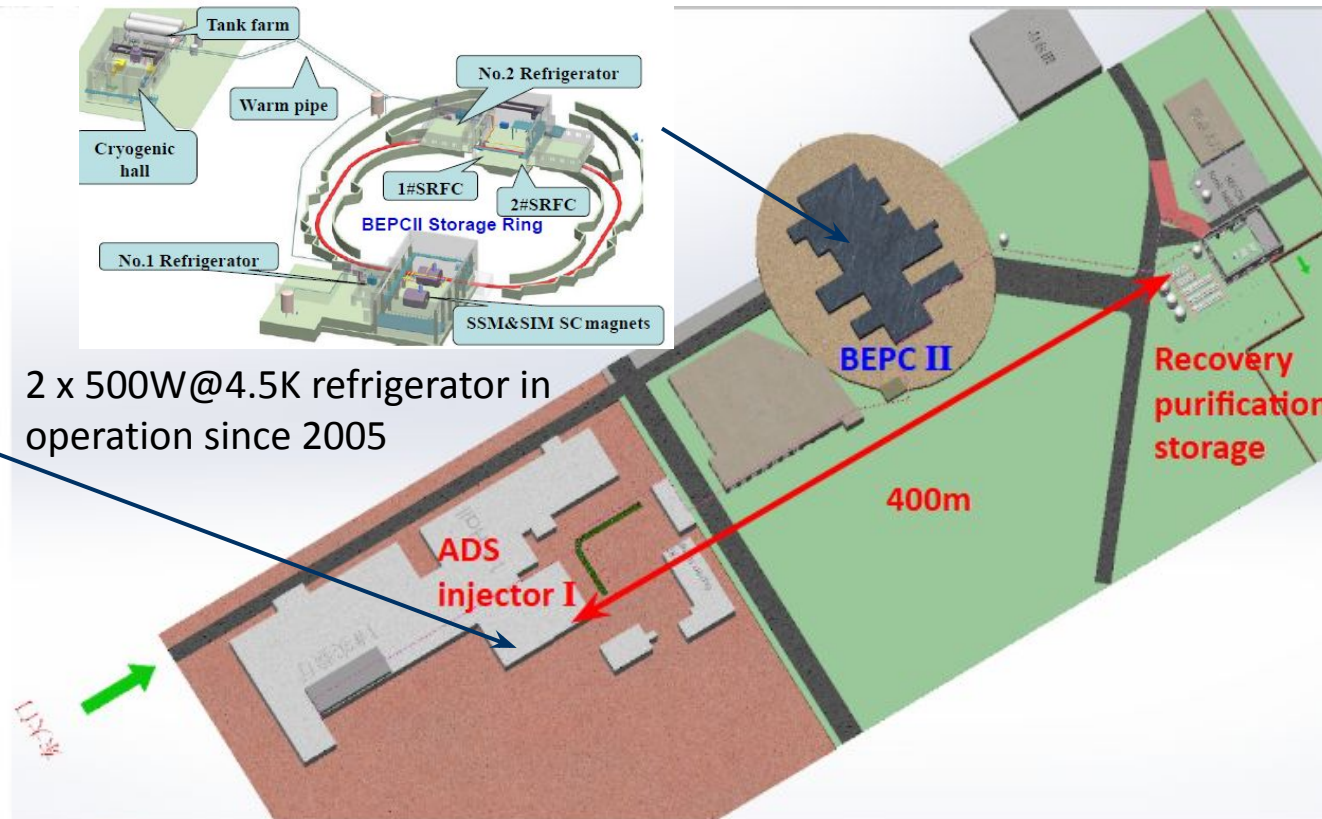 Tank farm
No.2 Refrigerator
Warm pipe
Cryogenic
hall
1#SRFC
2#SRFC
BEPCII Storage Ring
No.1 Refrigerator
SSM&SIM SC magnets
2 x 500W@4.5K refrigerator in
operation since 2005
BEPC II
Recovery
purification
storage
400m
ADS
injector I